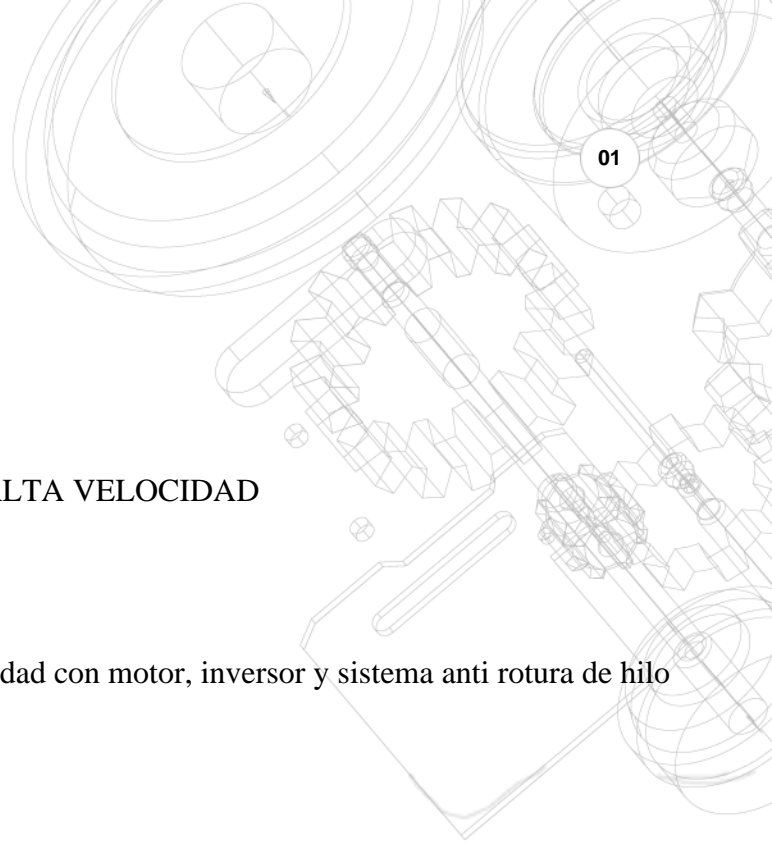 01
ALTA VELOCIDAD
dad con motor, inversor y sistema anti rotura de hilo